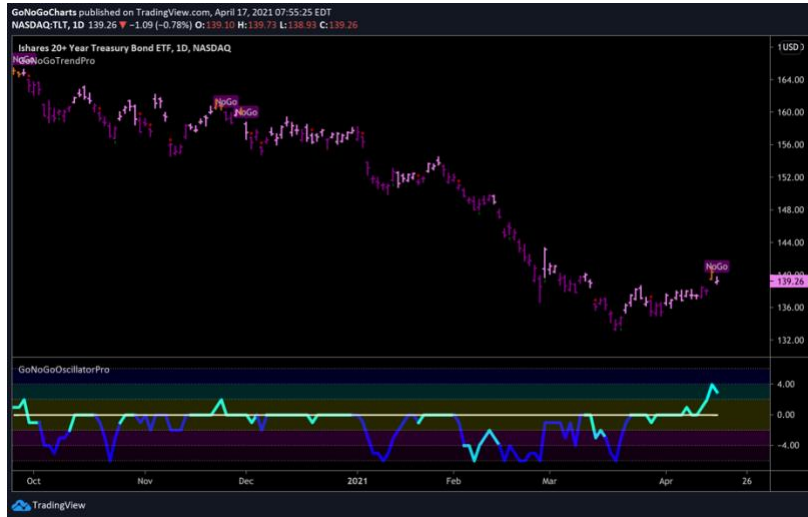 GoNoGoCharts published on TradingView.com, April 17, 2021 07:55:25 EDT
NASDAQ:TLT, 1D 139.26 ▼ −1.09 (−0.78%) O:139.10 H:139.73 L:138.93 C:139.26
Ishares 20+ Year Treasury Bond ETF, 1D, NASDAQ
USD
NoGo
GoNoGoTrendPro
164.00
NoGo
NoGo
160.00
156.00
152.00
148.00
144.00
NoGo
139.26
136.00
132.00
GoNoGoOscillatorPro
4.00
0.00
−4.00
Oct Nov Dec 2021 Feb Mar Apr 26
TradingView